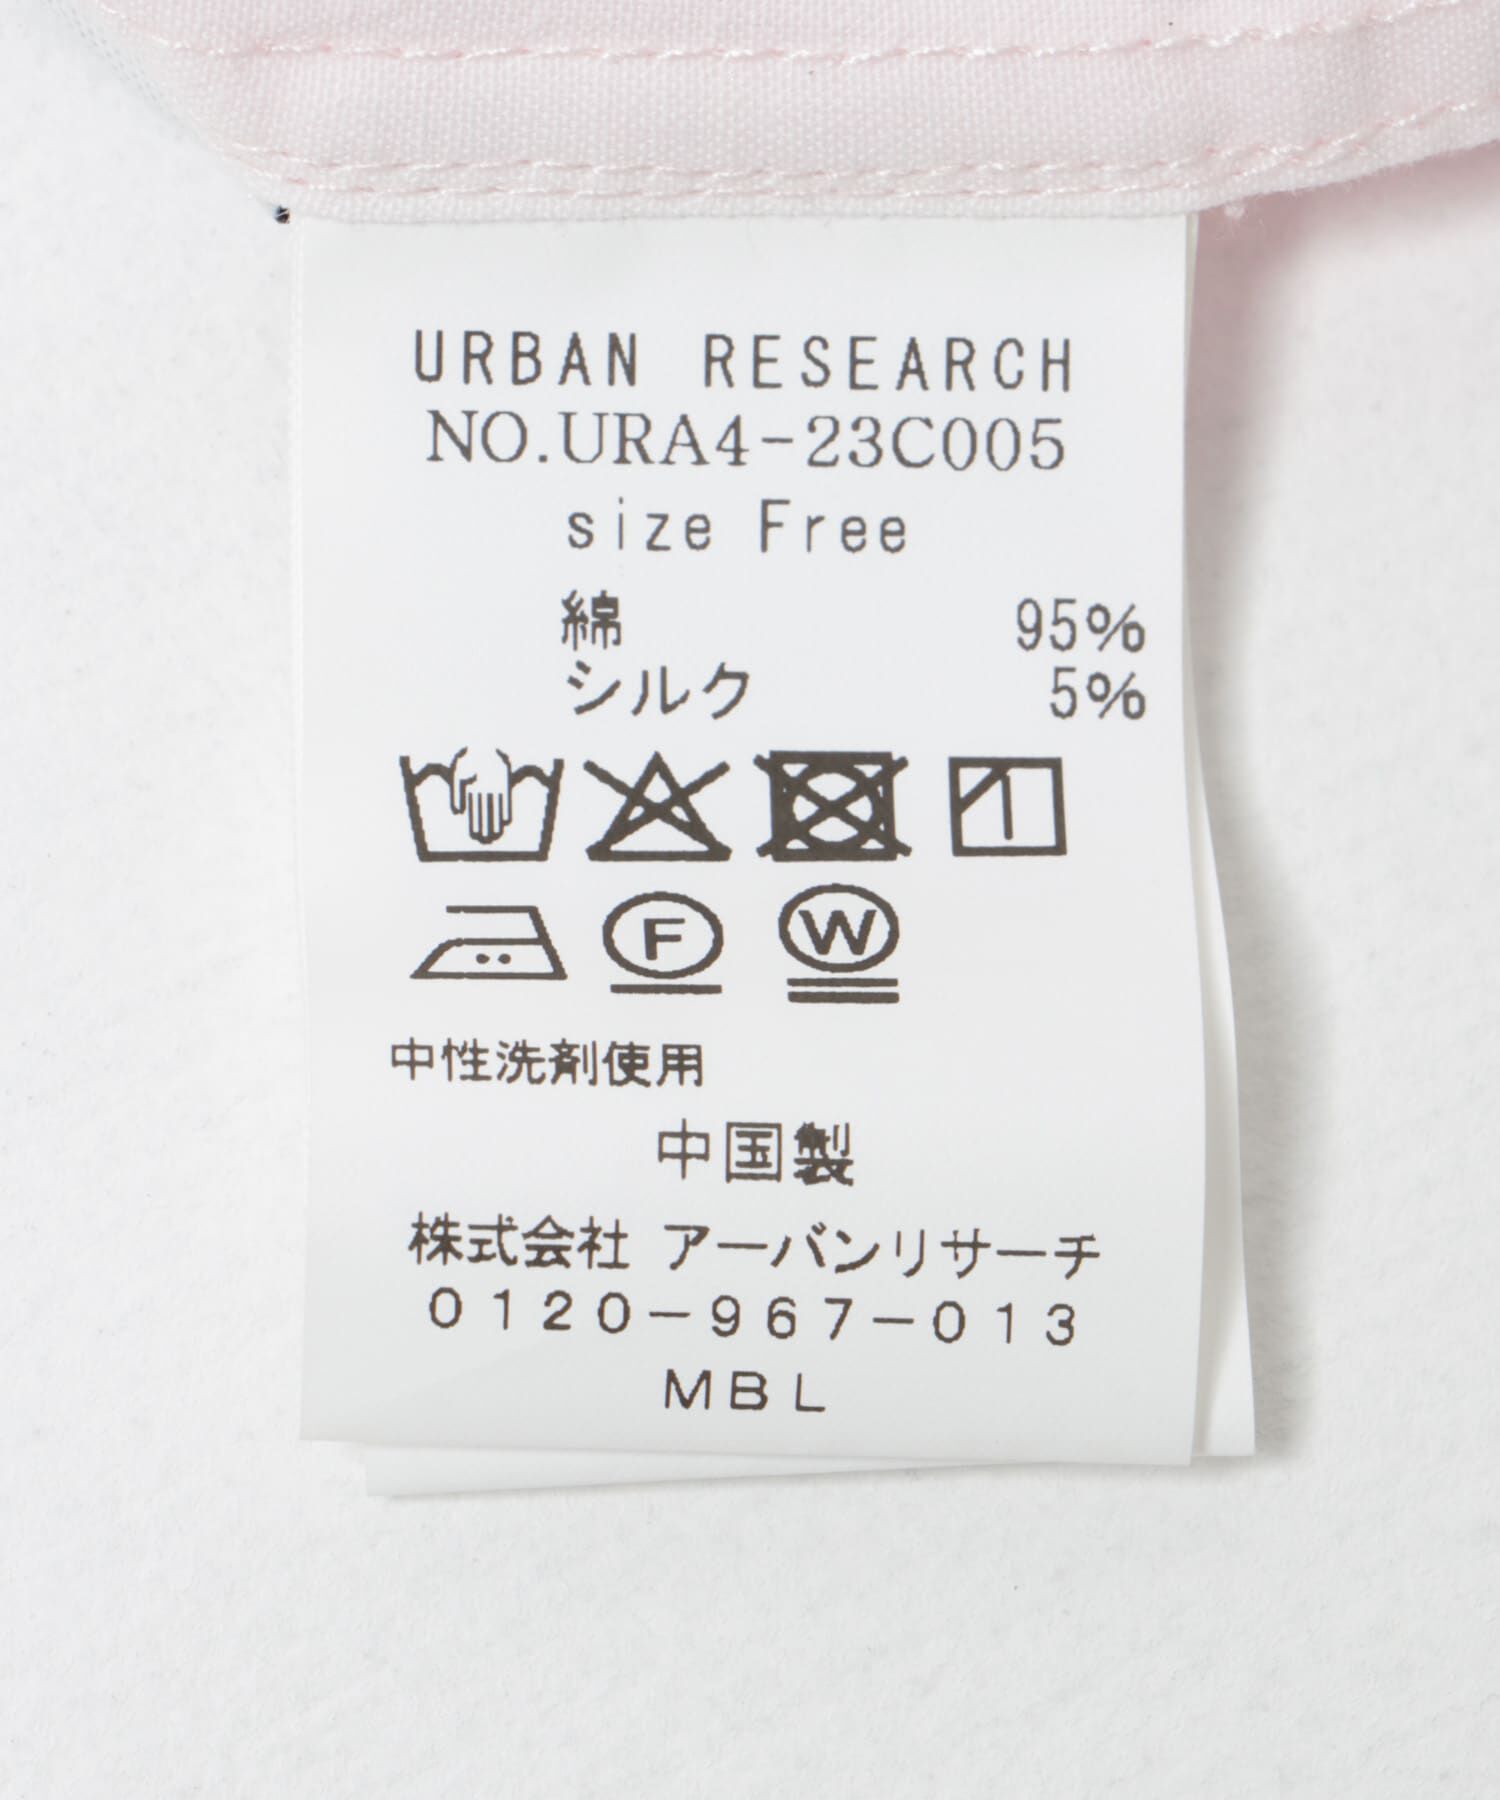 URBAN RESEARCH
NO.URA4-23C005
size Free
綿 95%
シルク 5%
F W
中性洗剤使用
中国製
株式会社 アーバンリサーチ
0120-967-013
MBL